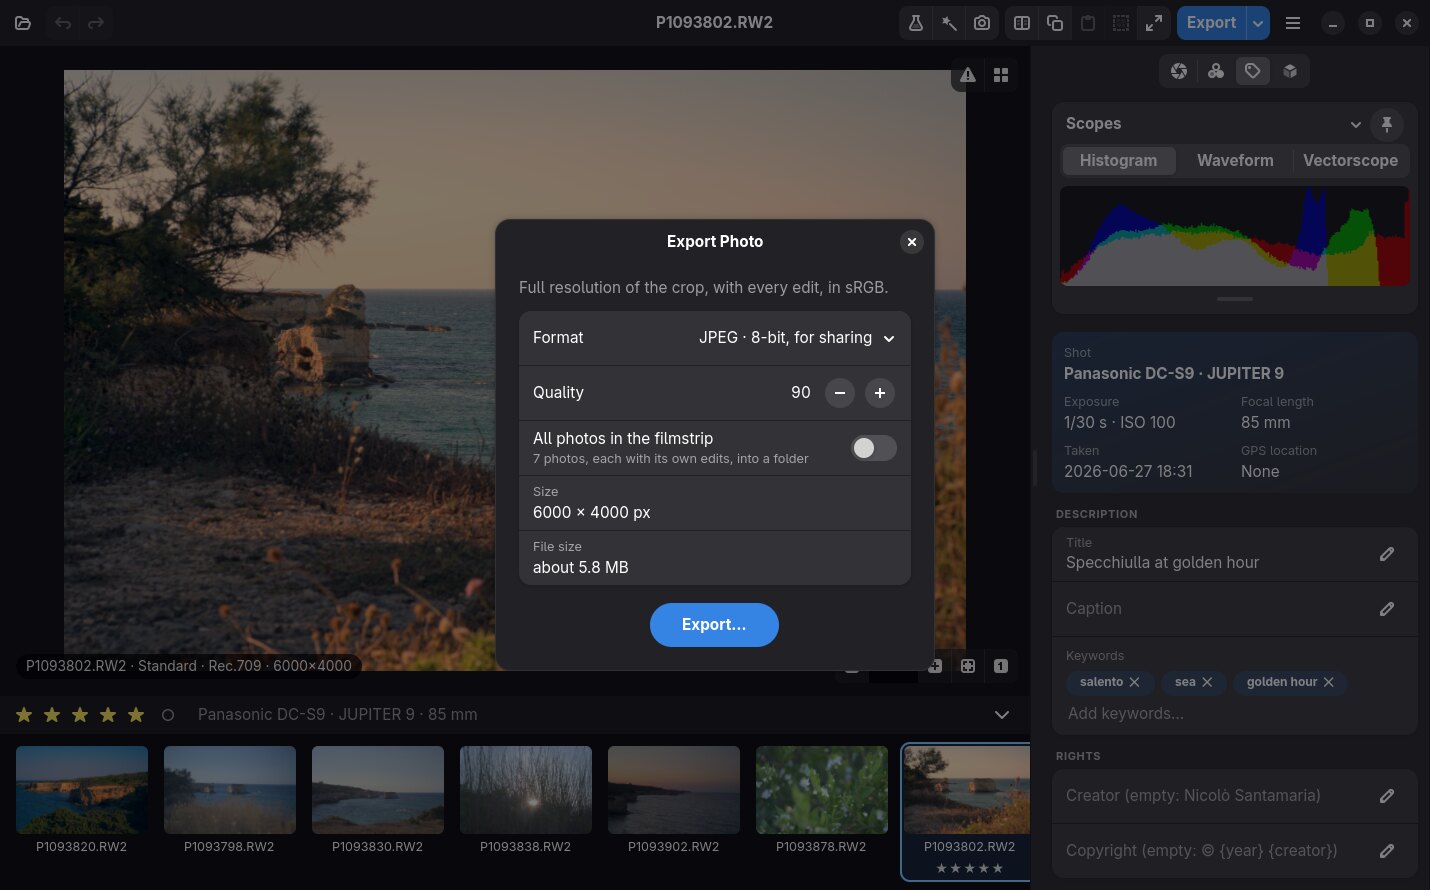 P1093802.RW2
Export
Export Photo
Full resolution of the crop, with every edit, in sRGB.
Format
JPEG · 8-bit, for sharing
Quality
90
All photos in the filmstrip
7 photos, each with its own edits, into a folder
Size
6000 × 4000 px
File size
about 5.8 MB
Export…
P1093802.RW2 · Standard · Rec.709 · 6000×4000
1
Panasonic DC-S9 · JUPITER 9 · 85 mm
P1093820.RW2
P1093798.RW2
P1093830.RW2
P1093838.RW2
P1093902.RW2
P1093878.RW2
P1093802.RW2
Scopes
Histogram
Waveform
Vectorscope
Shot
Panasonic DC-S9 · JUPITER 9
Exposure
Focal length
1/30 s · ISO 100
85 mm
Taken
GPS location
2026-06-27 18:31
None
DESCRIPTION
Title
Specchiulla at golden hour
Caption
Keywords
salento
sea
golden hour
Add keywords...
RIGHTS
Creator (empty: Nicolò Santamaria)
Copyright (empty: © {year} {creator})